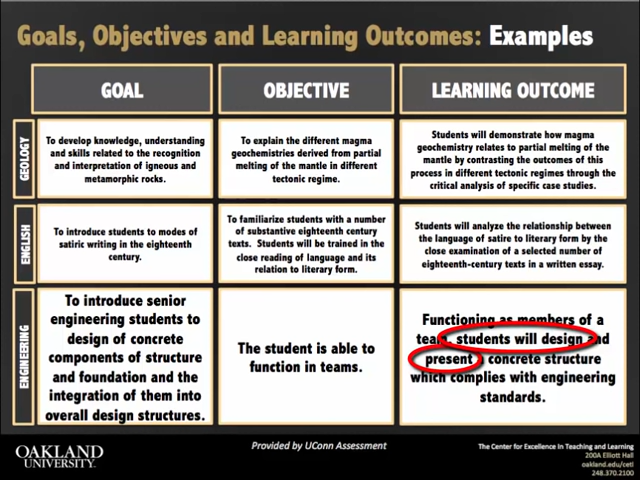 Goals, Objectives and Learning Outcomes: Examples
GOAL
OBJECTIVE
LEARNING OUTCOME
GEOLOGY
To develop knowledge, understanding
and skills related to the recognition
and interpretation of igneous and
metamorphic rocks.
To explain the different magma
geochemistries derived from partial
melting of the mantle in different
tectonic regime.
Students will demonstrate how magma
geochemistry relates to partial melting of the
mantle by contrasting the outcomes of this
process in different tectonic regimes through the
critical analysis of specific case studies.
ENGLISH
To introduce students to modes of
satiric writing in the eighteenth
century.
To familiarize students with a number
of substantive eighteenth century
texts. Students will be trained in the
close reading of language and its
relation to literary form.
Students will analyze the relationship between
the language of satire to literary form by the
close examination of a selected number of
eighteenth-century texts in a written essay.
ENGINEERING
To introduce senior
engineering students to
design of concrete
components of structure
and foundation and the
integration of them into
overall design structures.
The student is able to
function in teams.
Functioning as members of a
team, students will design and
present concrete structure
which complies with engineering
standards.
OAKLAND
UNIVERSITY.
Provided by UConn Assessment
The Center for Excellence in Teaching and Learning
200A Elliott Hall
oakland.edu/cetl
248.370.2100